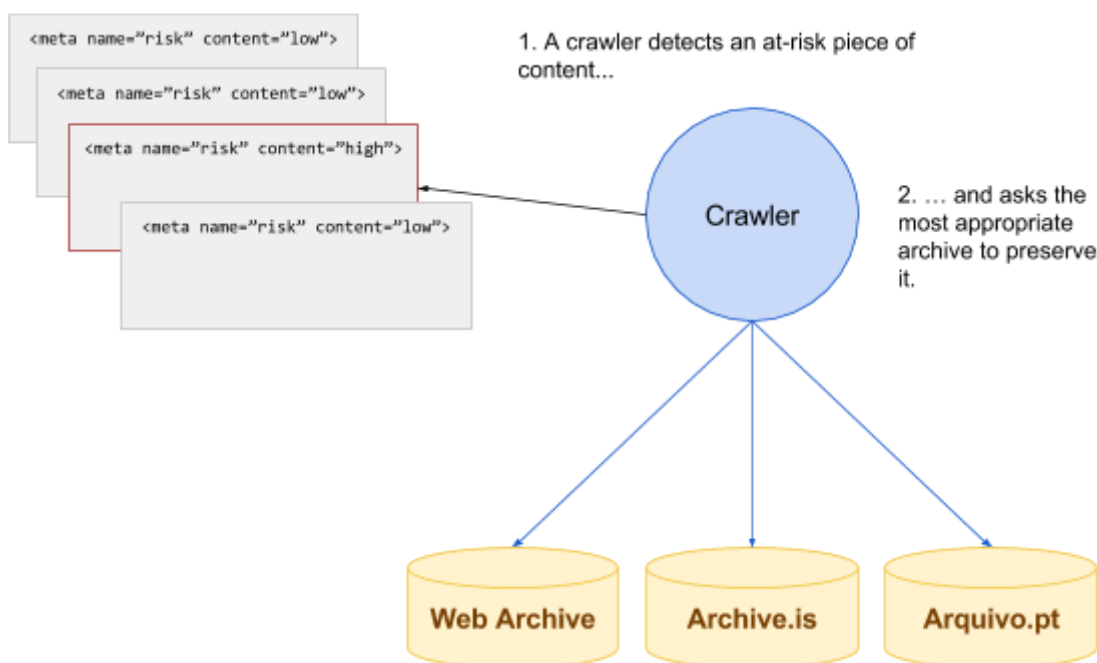 <meta name=”risk” content=”low”>
<meta name=”risk” content=”low”>
<meta name=”risk” content=”high”>
<meta name=”risk” content=”low”>
1. A crawler detects an at-risk piece of
content...
Crawler
2. … and asks the
most appropriate
archive to preserve
it.
Web Archive
Archive.is
Arquivo.pt